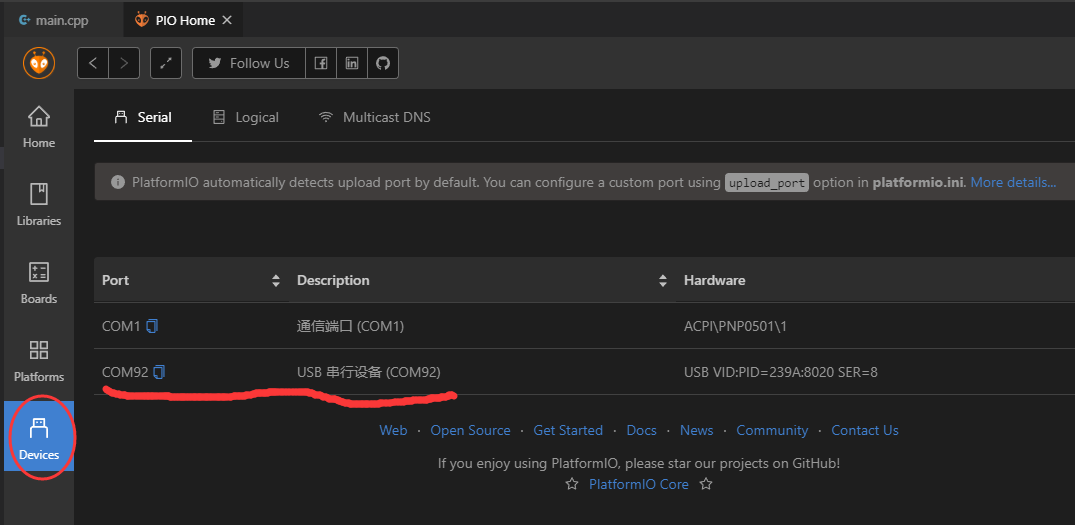 main.cpp PIO Home
Follow Us
Home
Libraries
Boards
Platforms
Devices
Serial Logical Multicast DNS
PlatformIO automatically detects upload port by default. You can configure a custom port using upload_port option in platformio.ini. More details...
Port Description Hardware
COM1 通信端口 (COM1) ACPI\PNP0501\1
COM92 USB 串行设备 (COM92) USB VID:PID=239A:8020 SER=8
Web · Open Source · Get Started · Docs · News · Community · Contact Us
If you enjoy using PlatformIO, please star our projects on GitHub!
PlatformIO Core